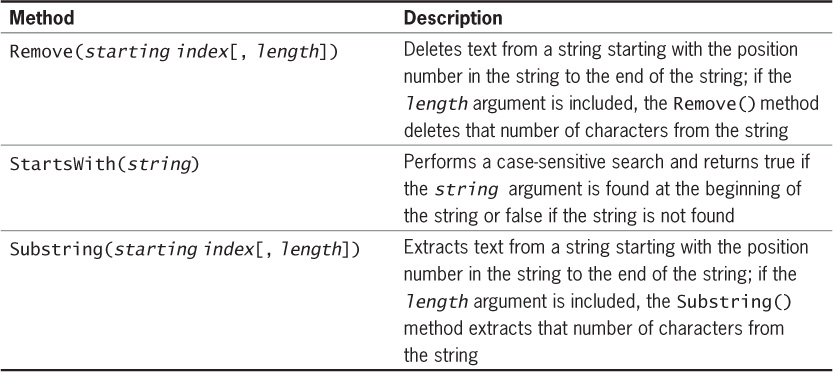 Method Description
Remove(starting index[, length]) Deletes text from a string starting with the position
number in the string to the end of the string; if the
length argument is included, the Remove() method
deletes that number of characters from the string
StartsWith(string) Performs a case-sensitive search and returns true if
the string argument is found at the beginning of
the string or false if the string is not found
Substring(starting index[, length]) Extracts text from a string starting with the position
number in the string to the end of the string; if the
length argument is included, the Substring()
method extracts that number of characters from
the string